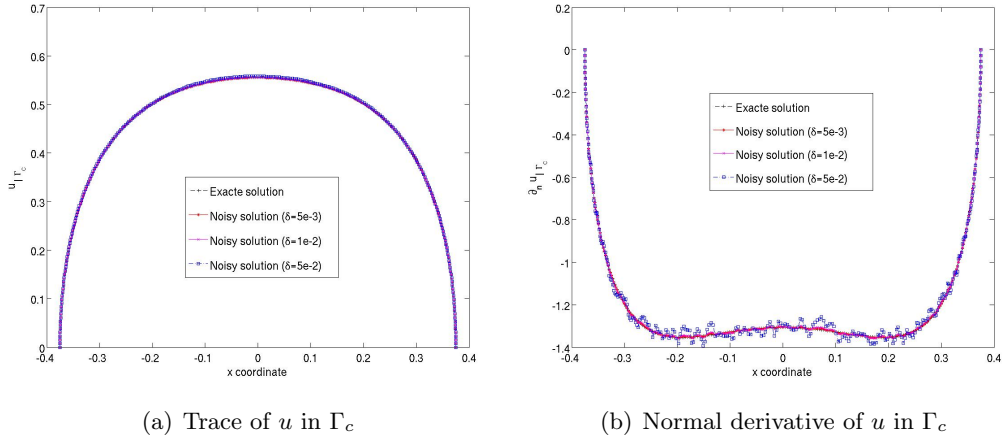 0.7
0.6
0.5
0.4
0.3
0.2
0.1
0
-0.4 -0.3 -0.2 -0.1 0 0.1 0.2 0.3 0.4
x coordinate
u| Γc
Exacte solution
Noisy solution (δ=5e-3)
Noisy solution (δ=1e-2)
Noisy solution (δ=5e-2)
(a) Trace of u in Γc
0
-0.2
-0.4
-0.6
-0.8
-1
-1.2
-1.4
-0.4 -0.3 -0.2 -0.1 0 0.1 0.2 0.3 0.4
x coordinate
∂n u| Γc
Exacte solution
Noisy solution (δ=5e-3)
Noisy solution (δ=1e-2)
Noisy solution (δ=5e-2)
(b) Normal derivative of u in Γc